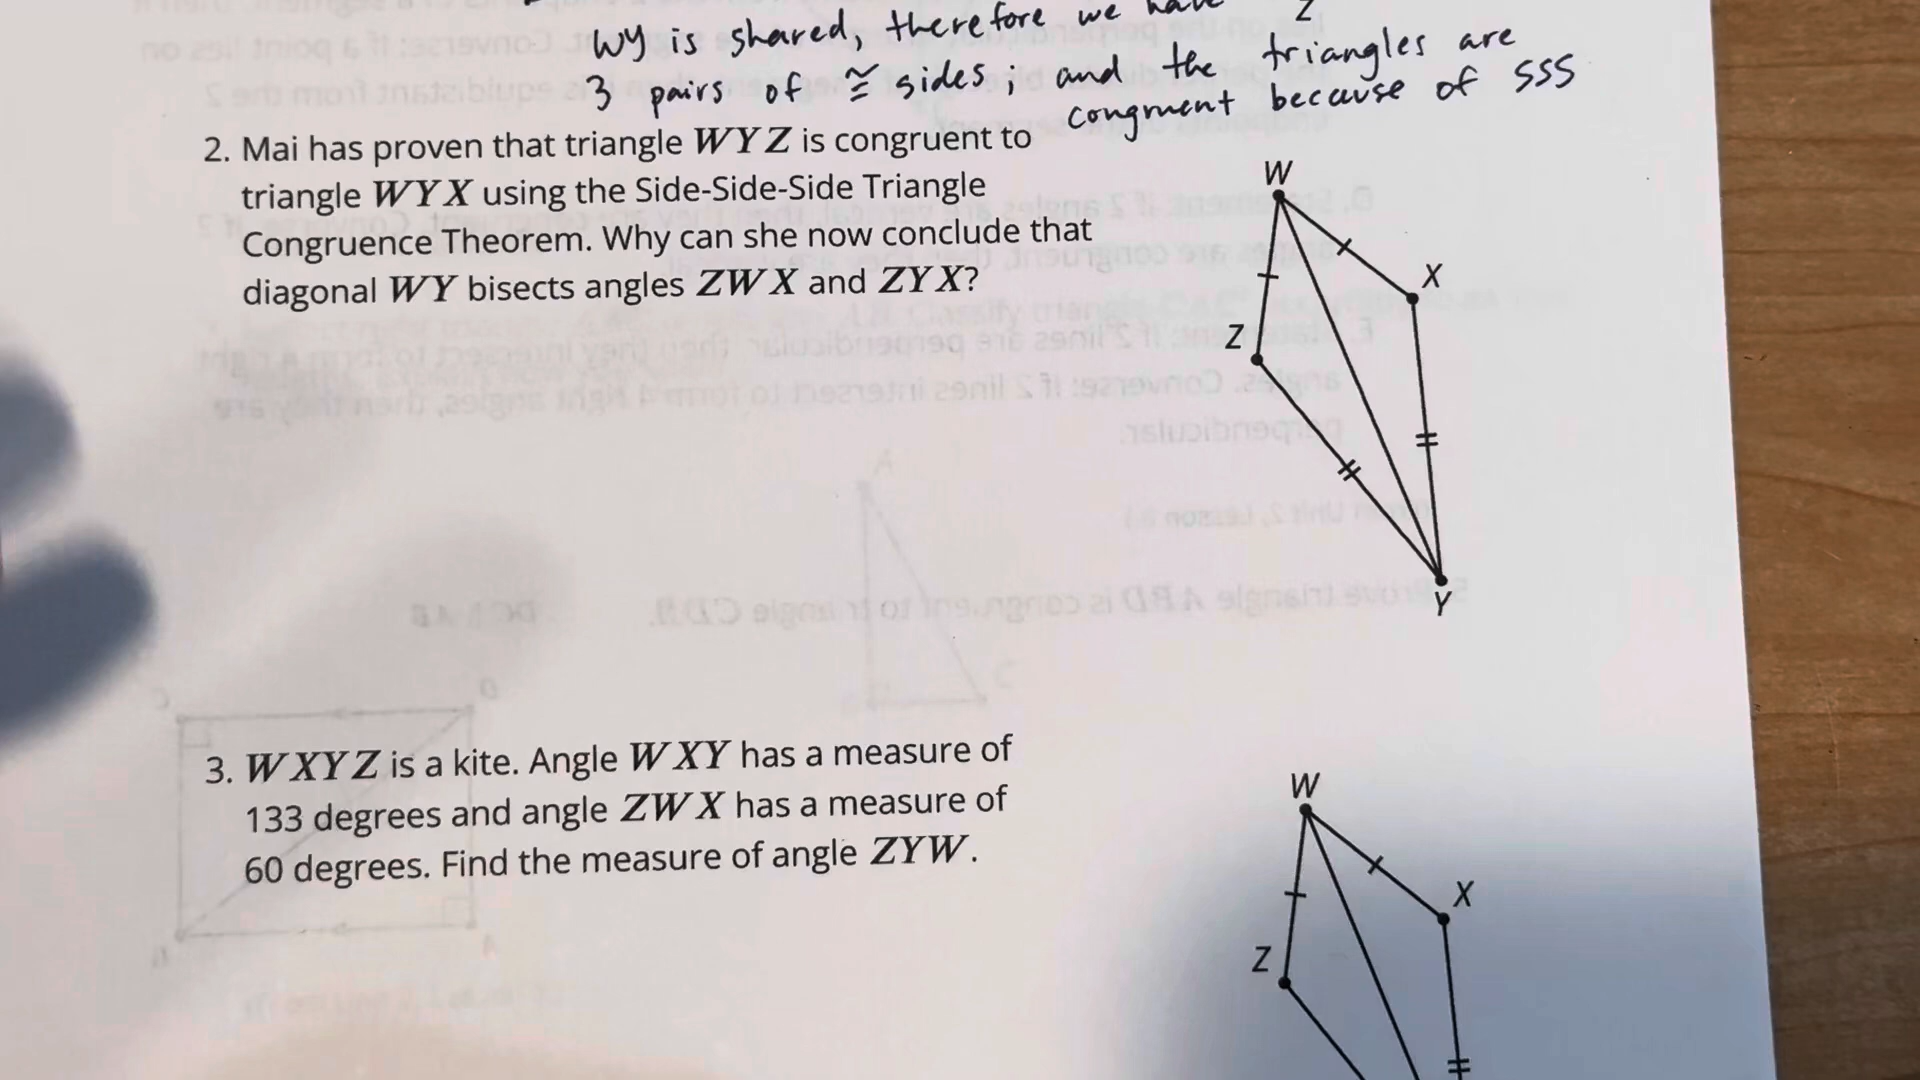 WY is shared, therefore we have
Z
3 pairs of ≅ sides; and the triangles are
congruent because of SSS
2. Mai has proven that triangle WYZ is congruent to
triangle WYX using the Side-Side-Side Triangle
Congruence Theorem. Why can she now conclude that
diagonal WY bisects angles ZWX and ZYX?
W
X
Z
Y
3. WXYZ is a kite. Angle WXY has a measure of
133 degrees and angle ZWX has a measure of
60 degrees. Find the measure of angle ZYW.
W
X
Z